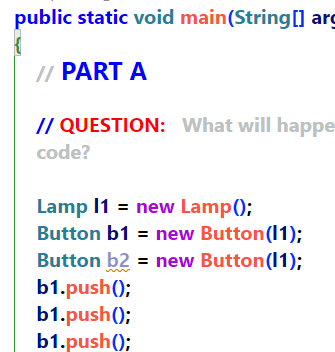 public static void main(String[] arg
{
// PART A
// QUESTION: What will happe
code?
Lamp l1 = new Lamp();
Button b1 = new Button(l1);
Button b2 = new Button(l1);
b1.push();
b1.push();
b1.push();